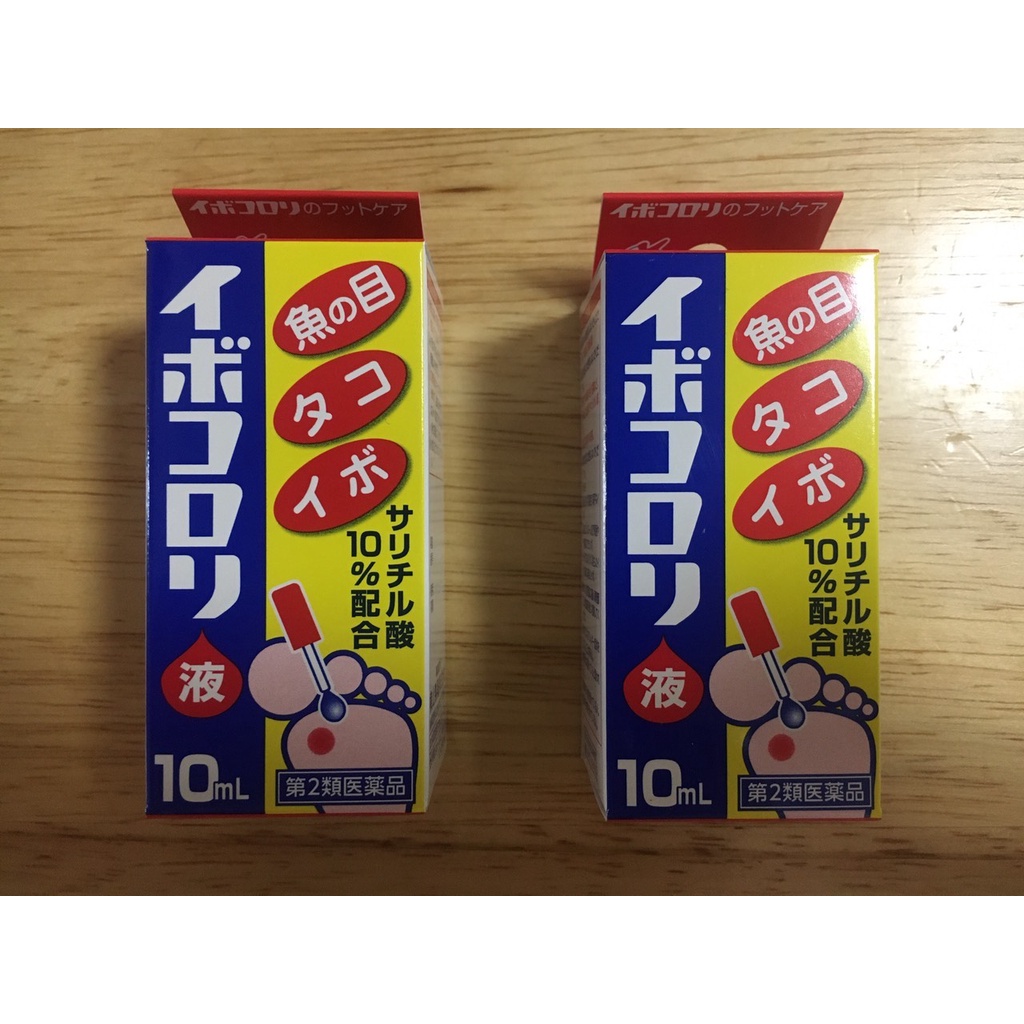 イボコロリのフットケア
イボコロリ
液
10mL
魚の目
タコ
イボ
サリチル酸
10%配合
第2類医薬品
イボコロリのフットケア
イボコロリ
液
10mL
魚の目
タコ
イボ
サリチル酸
10%配合
第2類医薬品